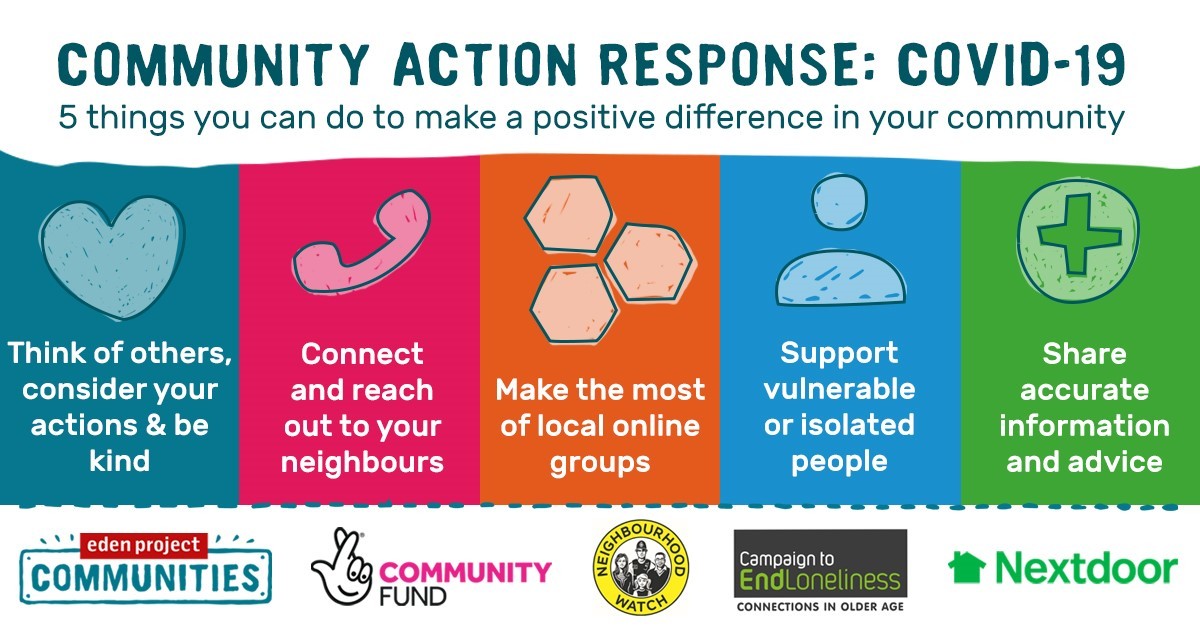 COMMUNITY ACTION RESPONSE: COVID-19
5 things you can do to make a positive difference in your community
Think of others,
consider your
actions & be
kind
Connect
and reach
out to your
neighbours
Make the most
of local online
groups
Support
vulnerable
or isolated
people
Share
accurate
information
and advice
eden project
COMMUNITIES
COMMUNITY
FUND
NEIGHBOURHOOD
WATCH
Campaign to
EndLoneliness
CONNECTIONS IN OLDER AGE
Nextdoor